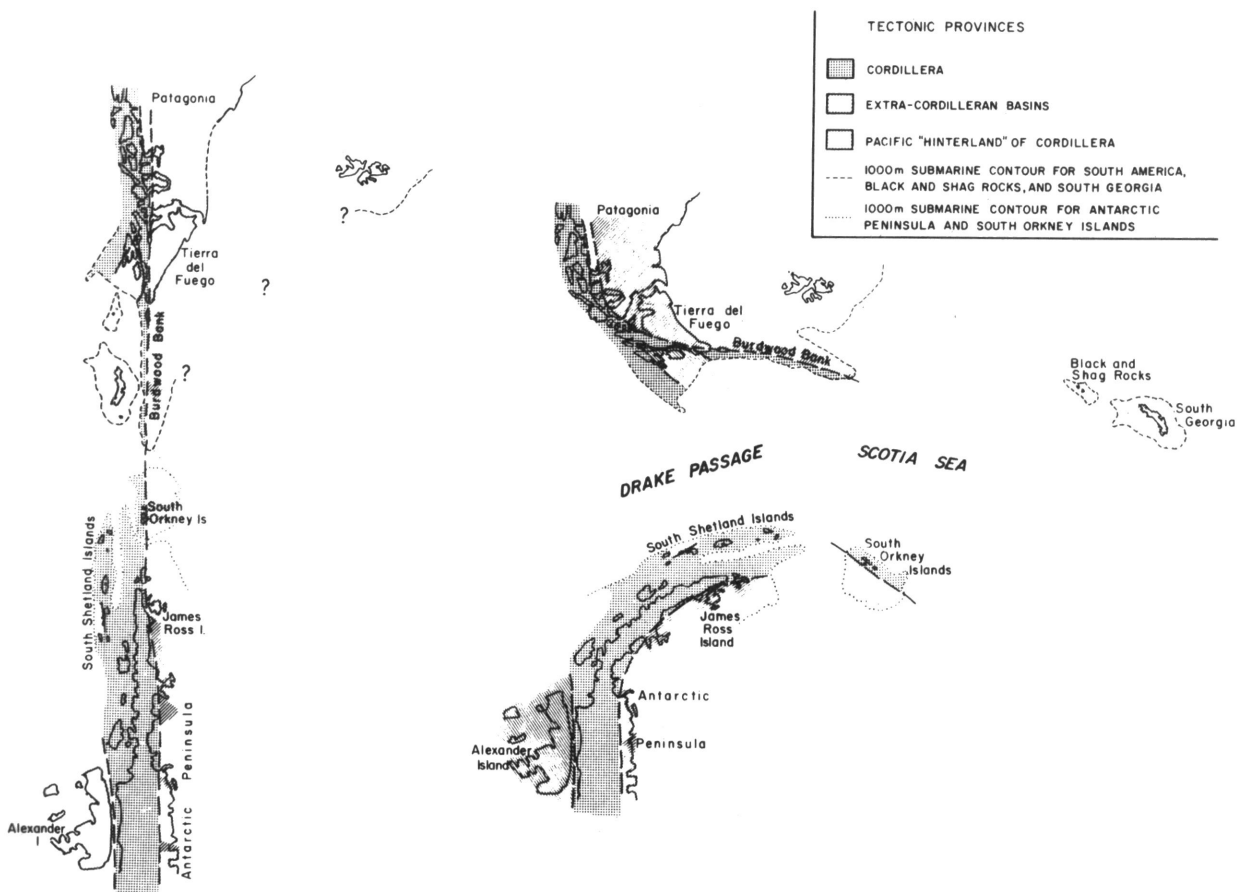 TECTONIC PROVINCES
CORDILLERA
EXTRA-CORDILLERAN BASINS
PACIFIC "HINTERLAND" OF CORDILLERA
1000m SUBMARINE CONTOUR FOR SOUTH AMERICA,
BLACK AND SHAG ROCKS, AND SOUTH GEORGIA
1000m SUBMARINE CONTOUR FOR ANTARCTIC
PENINSULA AND SOUTH ORKNEY ISLANDS
Patagonia
?
Tierra
del
Fuego
?
Burdwood Bank
?
South
Orkney Is
South Shetland Islands
James
Ross I.
Antarctic Peninsula
Alexander
I
Patagonia
Tierra del
Fuego
Burdwood Bank
Black and
Shag Rocks
South
Georgia
DRAKE PASSAGE
SCOTIA SEA
South Shetland Islands
South
Orkney
Islands
James
Ross
Island
Antarctic
Peninsula
Alexander
Island